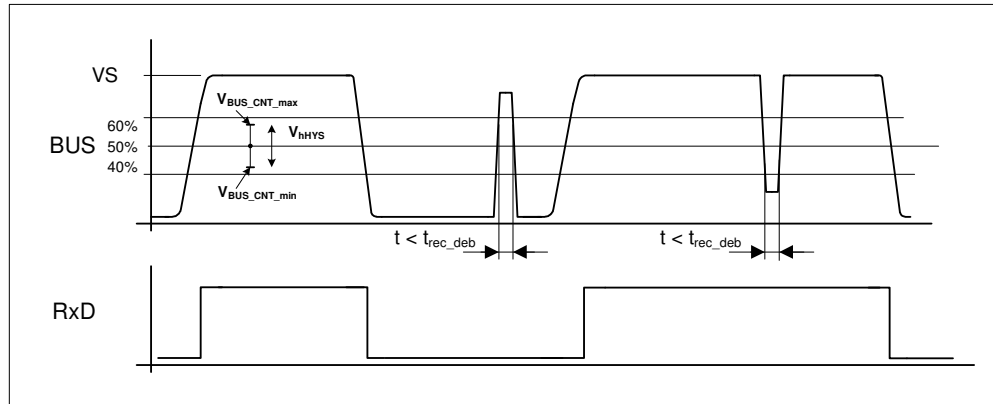 VS
V_BUS_CNT_max
60%
V_hHYS
BUS
50%
40%
V_BUS_CNT_min
t < t_rec_deb
t < t_rec_deb
RxD